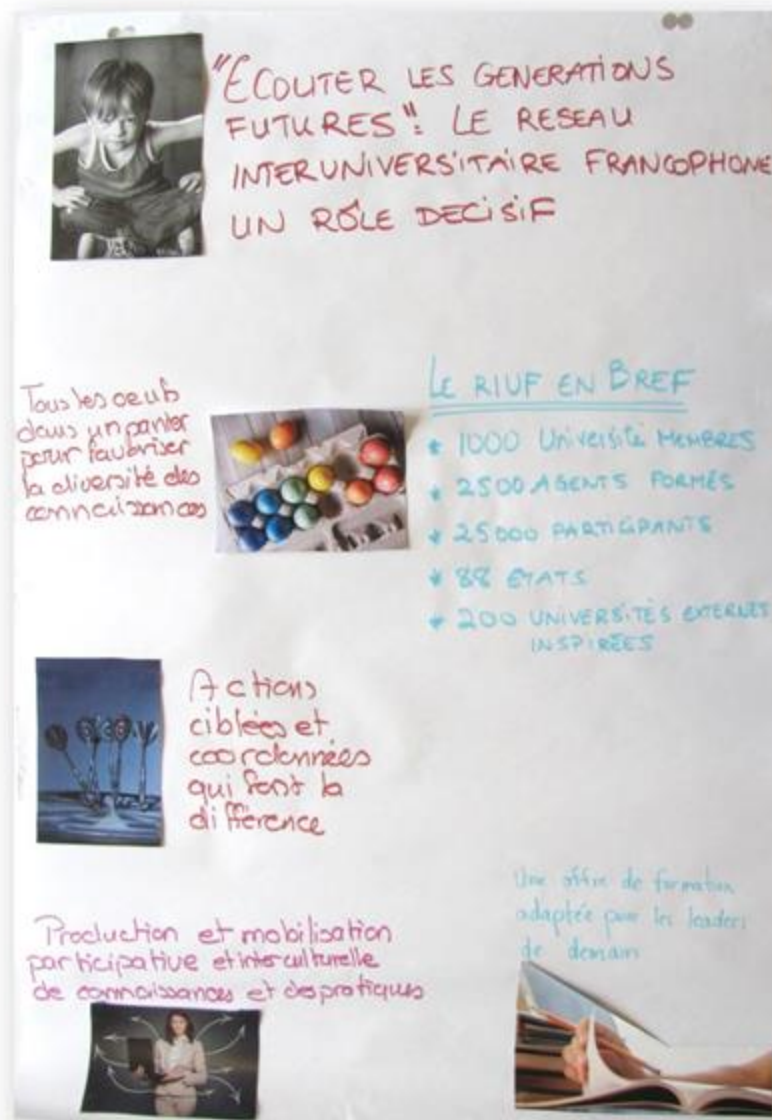 "ECOUTER LES GENERATIONS
FUTURES": LE RESEAU
INTERUNIVERSITAIRE FRANCOPHONE
UN RÔLE DECISIF
Tous les oeufs
dans un panier
pour favoriser
la diversité des
connaissances
LE RIUF EN BREF
* 1000 Université MEMBRES
* 2500 AGENTS FORMÉS
* 25000 PARTICIPANTS
* 88 ETATS
* 200 UNIVERSITÉS EXTERNES
INSPIRÉES
Actions
ciblées et
coordonnées
qui font la
différence
Une offre de formation
adaptée pour les leaders
de demain
Production et mobilisation
participative et interculturelle
de connaissances et des pratiques